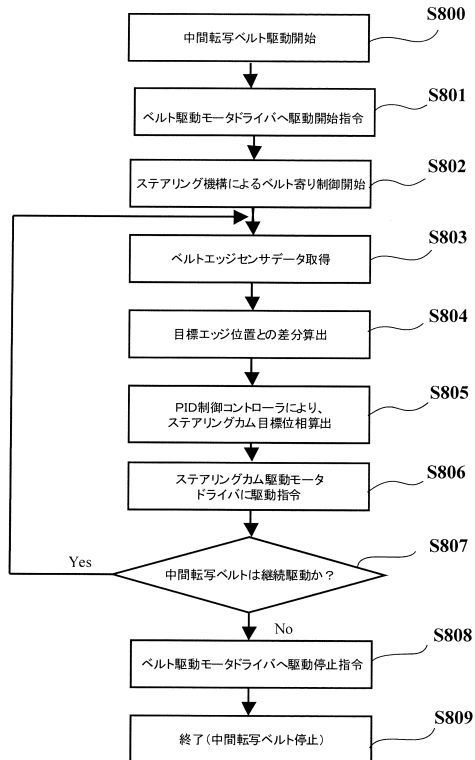 S800
中間転写ベルト駆動開始
S801
ベルト駆動モータドライバへ駆動開始指令
S802
ステアリング機構によるベルト寄り制御開始
S803
ベルトエッジセンサデータ取得
S804
目標エッジ位置との差分算出
S805
PID制御コントローラにより、
ステアリングカム目標位相算出
S806
ステアリングカム駆動モータ
ドライバに駆動指令
S807
Yes
中間転写ベルトは継続駆動か？
No
S808
ベルト駆動モータドライバへ駆動停止指令
S809
終了(中間転写ベルト停止)